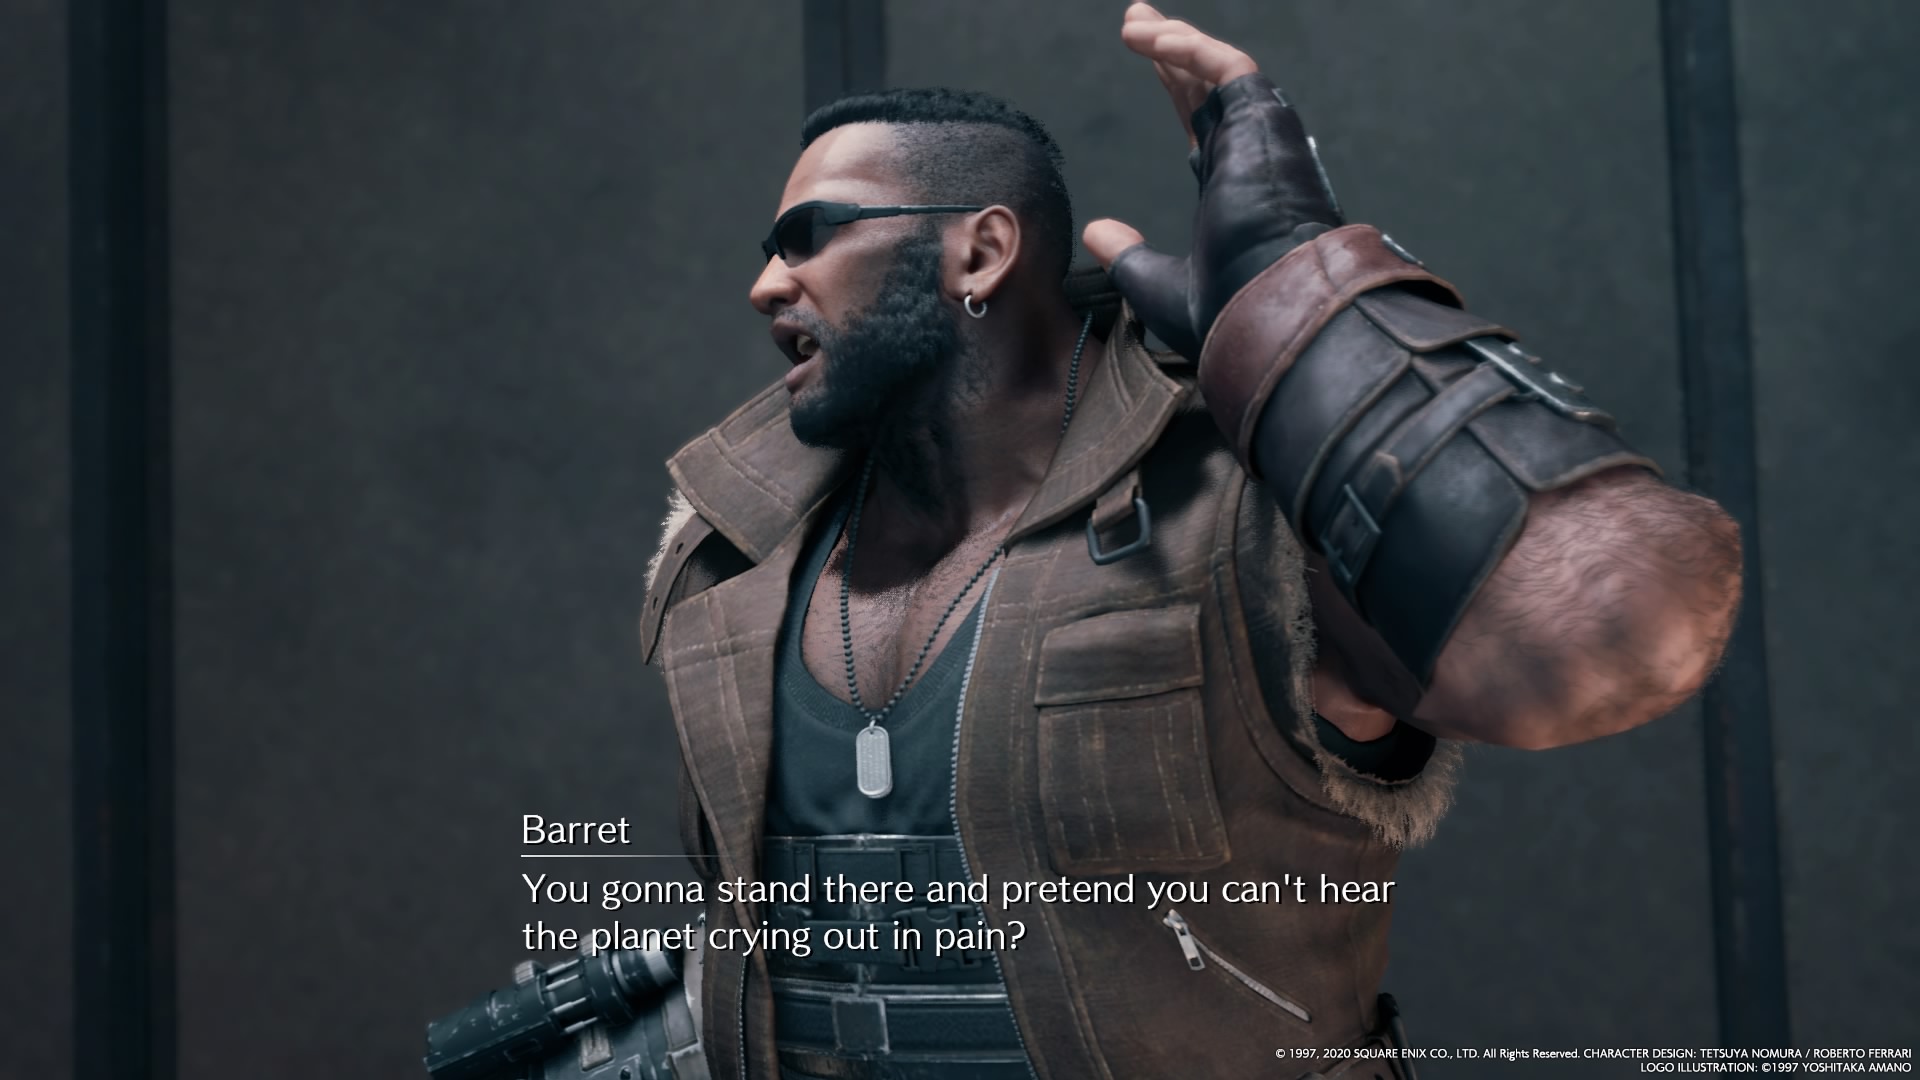 Barret
You gonna stand there and pretend you can't hear
the planet crying out in pain?
© 1997, 2020 SQUARE ENIX CO., LTD. All Rights Reserved. CHARACTER DESIGN: TETSUYA NOMURA / ROBERTO FERRARI
LOGO ILLUSTRATION: ©1997 YOSHITAKA AMANO